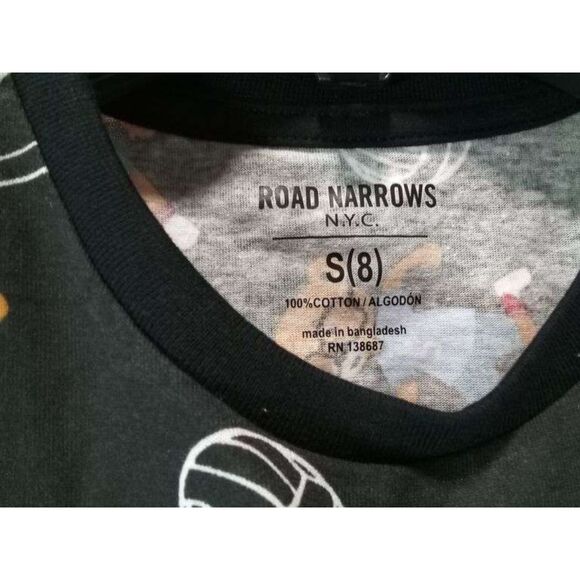 ROAD NARROWS
N.Y.C.
S(8)
100%COTTON / ALGODÓN
made in bangladesh
RN 138687